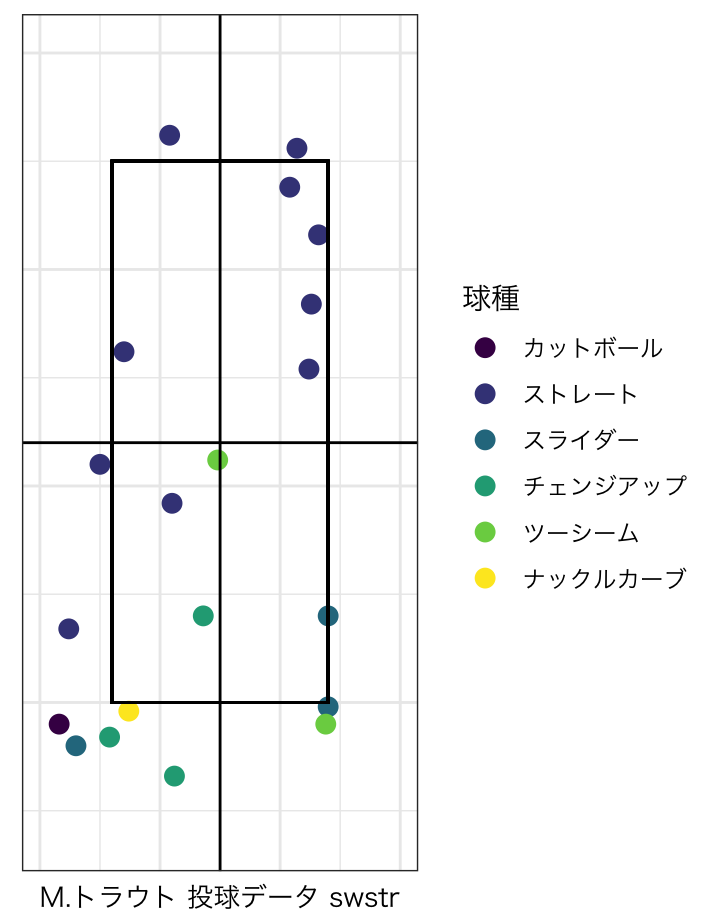 球種
カットボール
ストレート
スライダー
チェンジアップ
ツーシーム
ナックルカーブ
M.トラウト 投球データ swstr